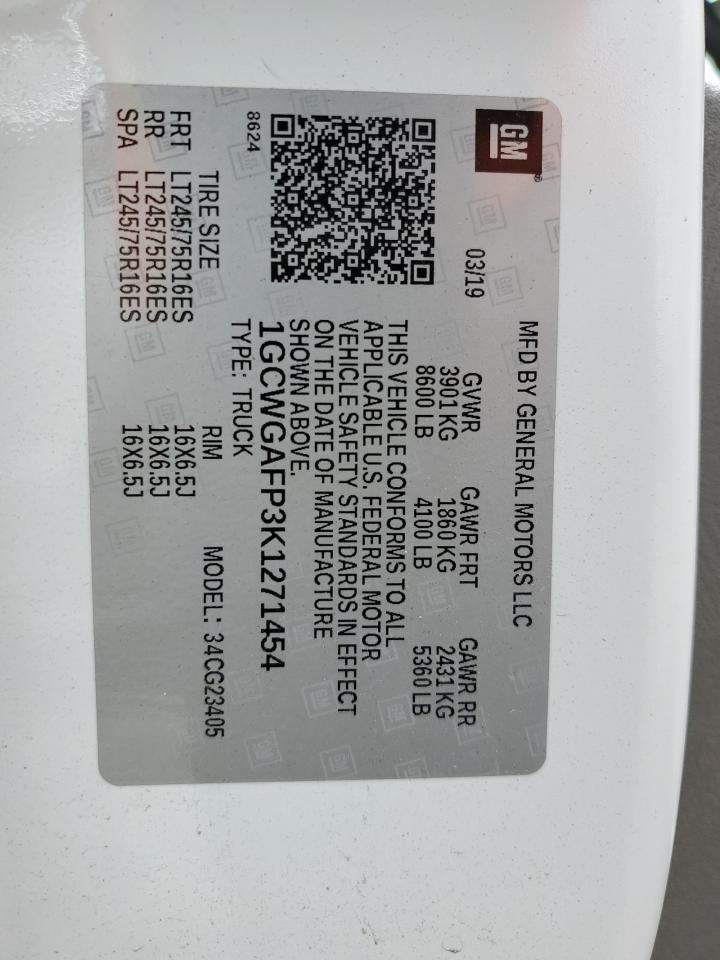 GM®
MFD BY GENERAL MOTORS LLC
03/19 GVWR GAWR FRT GAWR RR
3901 KG 1860 KG 2431 KG
8600 LB 4100 LB 5360 LB
THIS VEHICLE CONFORMS TO ALL
APPLICABLE U.S. FEDERAL MOTOR
VEHICLE SAFETY STANDARDS IN EFFECT
ON THE DATE OF MANUFACTURE
SHOWN ABOVE.
1GCWGAFP3K1271454
8624 TYPE: TRUCK
TIRE SIZE RIM MODEL: 34CG23405
FRT LT245/75R16ES 16X6.5J
RR LT245/75R16ES 16X6.5J
SPA LT245/75R16ES 16X6.5J